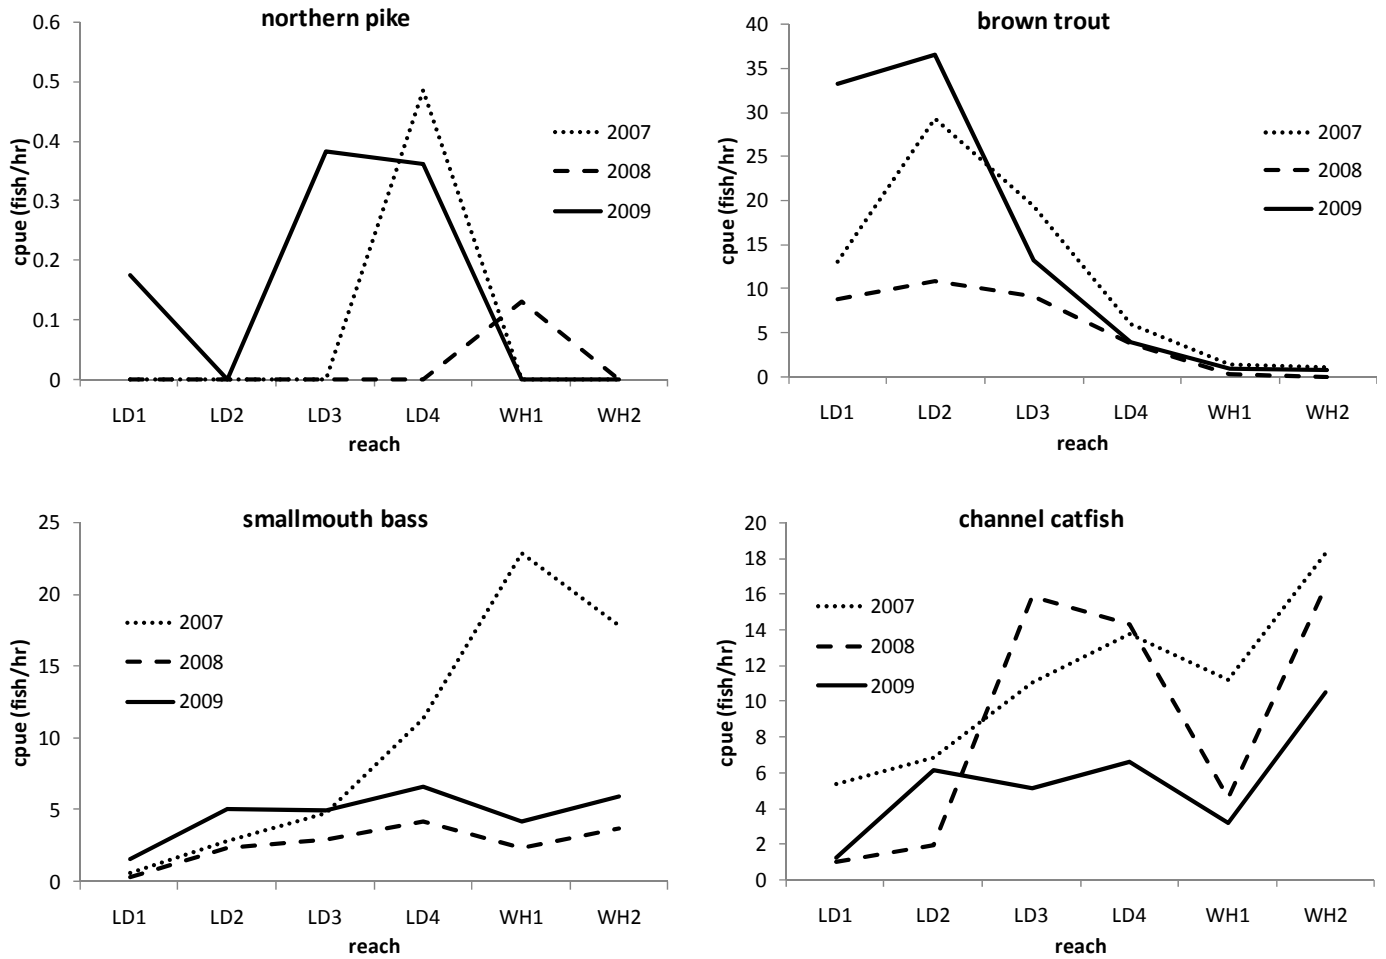 northern pike
0.6
0.5
0.4
0.3
0.2
0.1
0
cpue (fish/hr)
2007
2008
2009
LD1 LD2 LD3 LD4 WH1 WH2
reach
brown trout
40
35
30
25
20
15
10
5
0
cpue (fish/hr)
2007
2008
2009
LD1 LD2 LD3 LD4 WH1 WH2
reach
smallmouth bass
25
20
15
10
5
0
cpue (fish/hr)
2007
2008
2009
LD1 LD2 LD3 LD4 WH1 WH2
reach
channel catfish
20
18
16
14
12
10
8
6
4
2
0
cpue (fish/hr)
2007
2008
2009
LD1 LD2 LD3 LD4 WH1 WH2
reach